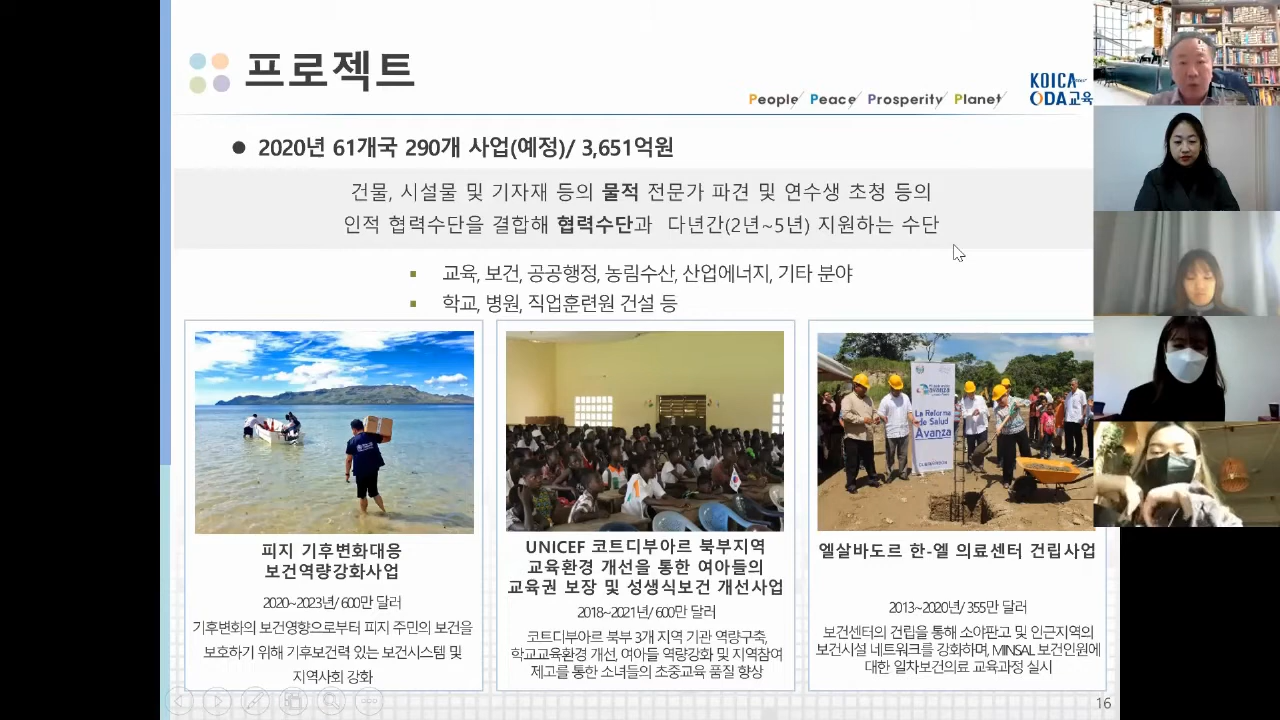 프로젝트
People Peace Prosperity Planet
KOICA
ODA교육
● 2020년 61개국 290개 사업(예정)/ 3,651억원
건물, 시설물 및 기자재 등의 물적 전문가 파견 및 연수생 초청 등의
인적 협력수단을 결합해 협력수단과 다년간(2년~5년) 지원하는 수단
▪ 교육, 보건, 공공행정, 농림수산, 산업에너지, 기타 분야
▪ 학교, 병원, 직업훈련원 건설 등
La Reforma
de Salud
Avanza
피지 기후변화대응
보건역량강화사업
2020~2023년/ 600만 달러
기후변화의 보건영향으로부터 피지 주민의 보건을
보호하기 위해 기후보건력 있는 보건시스템 및
지역사회 강화
UNICEF 코트디부아르 북부지역
교육환경 개선을 통한 여아들의
교육권 보장 및 성생식보건 개선사업
2018~2021년/ 600만 달러
코트디부아르 북부 3개 지역 기관 역량구축,
학교교육환경 개선, 여아들 역량강화 및 지역참여
제고를 통한 소녀들의 초중교육 품질 향상
엘살바도르 한-엘 의료센터 건립사업
2013~2020년/ 355만 달러
보건센터의 건립을 통해 소야판고 및 인근지역의
보건시설 네트워크를 강화하며, MINSAL 보건인원에
대한 일차보건의료 교육과정 실시
16